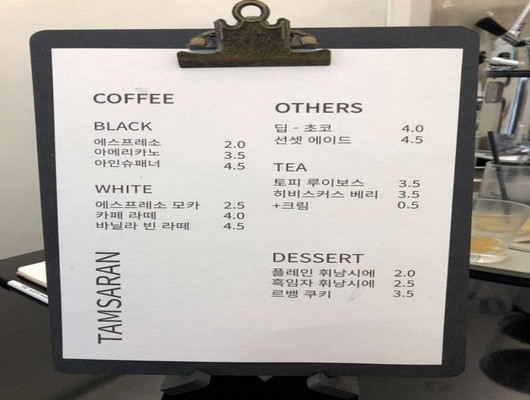 COFFEE
BLACK
에스프레소 2.0
아메리카노 3.5
아인슈패너 4.5
WHITE
에스프레소 모카 2.5
카페 라떼 4.0
바닐라 빈 라떼 4.5
TAMSARAN
OTHERS
딥 - 초코 4.0
선셋 에이드 4.5
TEA
토피 루이보스 3.5
히비스커스 베리 3.5
+크림 0.5
DESSERT
플레인 휘낭시에 2.0
흑임자 휘낭시에 2.5
르뱅 쿠키 3.5